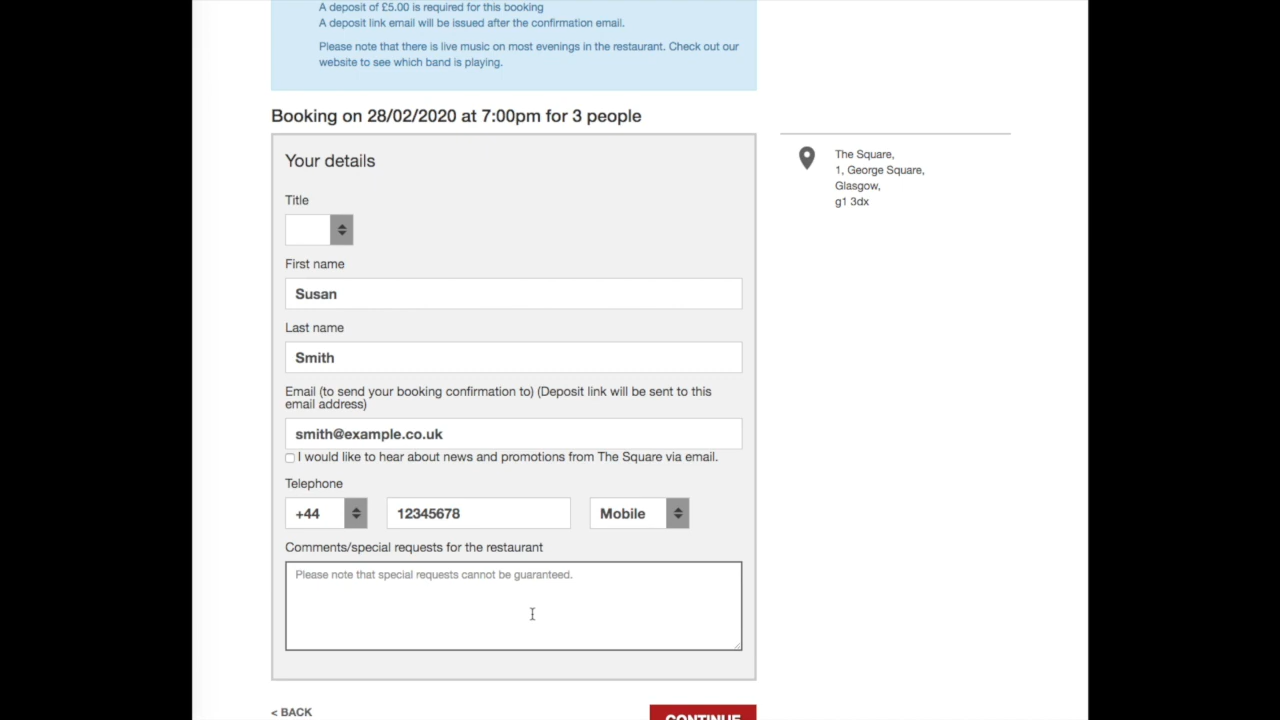 A deposit of £5.00 is required for this booking
A deposit link email will be issued after the confirmation email.
Please note that there is live music on most evenings in the restaurant. Check out our
website to see which band is playing.
Booking on 28/02/2020 at 7:00pm for 3 people
Your details
Title
First name
Susan
Last name
Smith
Email (to send your booking confirmation to) (Deposit link will be sent to this
email address)
smith@example.co.uk
I would like to hear about news and promotions from The Square via email.
Telephone
+44 12345678 Mobile
Comments/special requests for the restaurant
Please note that special requests cannot be guaranteed.
< BACK
CONTINUE
The Square,
1, George Square,
Glasgow,
g1 3dx